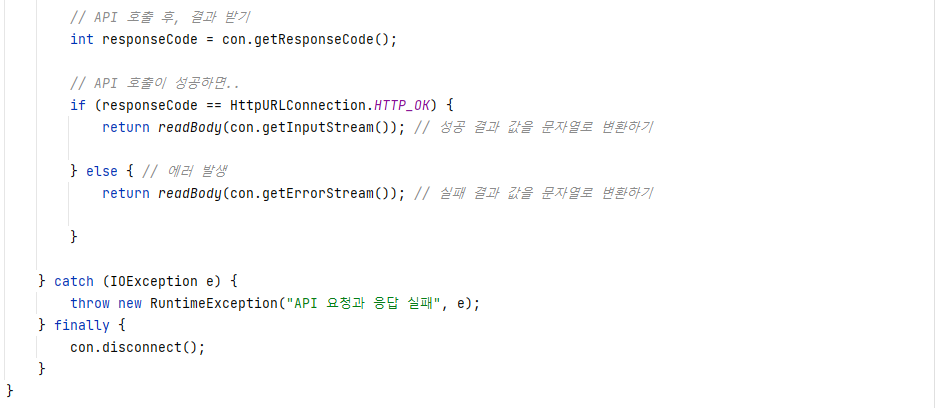 // API 호출 후, 결과 받기
int responseCode = con.getResponseCode();
// API 호출이 성공하면..
if (responseCode == HttpURLConnection.HTTP_OK) {
return readBody(con.getInputStream()); // 성공 결과 값을 문자열로 변환하기
} else { // 에러 발생
return readBody(con.getErrorStream()); // 실패 결과 값을 문자열로 변환하기
}
} catch (IOException e) {
throw new RuntimeException("API 요청과 응답 실패", e);
} finally {
con.disconnect();
}
}